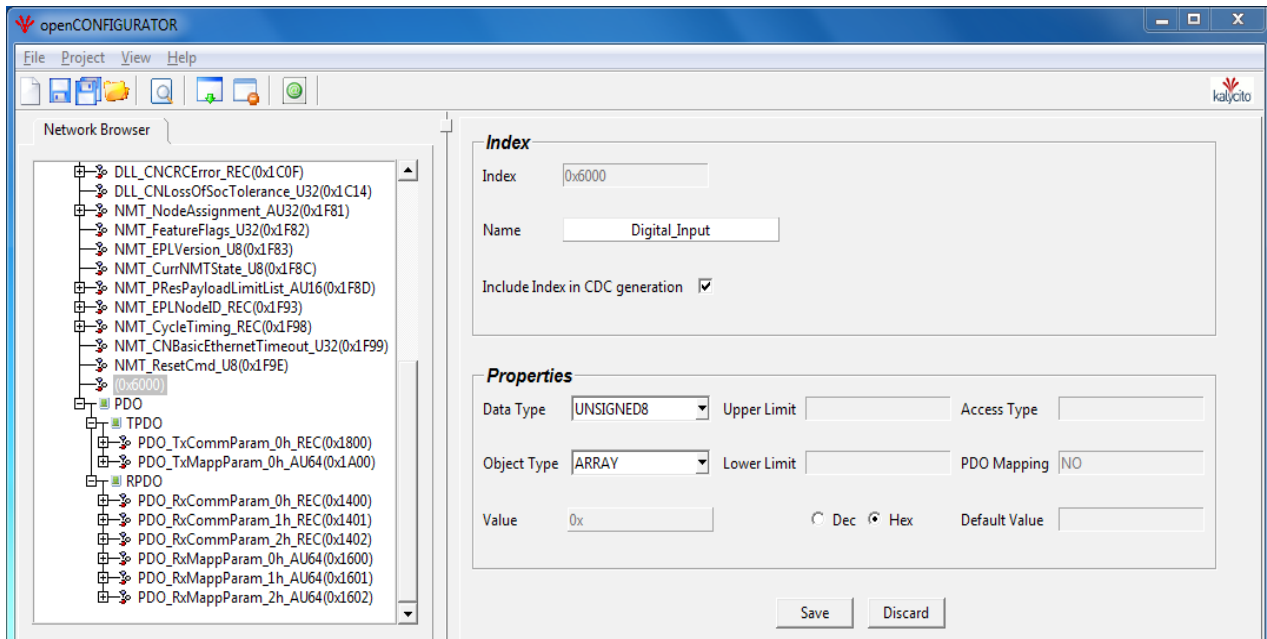 openCONFIGURATOR
File Project View Help
kalycito
Network Browser
DLL_CNCRCError_REC(0x1C0F)
DLL_CNLossOfSocTolerance_U32(0x1C14)
NMT_NodeAssignment_AU32(0x1F81)
NMT_FeatureFlags_U32(0x1F82)
NMT_EPLVersion_U8(0x1F83)
NMT_CurrNMTState_U8(0x1F8C)
NMT_PResPayloadLimitList_AU16(0x1F8D)
NMT_EPLNodeID_REC(0x1F93)
NMT_CycleTiming_REC(0x1F98)
NMT_CNBasicEthernetTimeout_U32(0x1F99)
NMT_ResetCmd_U8(0x1F9E)
(0x6000)
PDO
TPDO
PDO_TxCommParam_0h_REC(0x1800)
PDO_TxMappParam_0h_AU64(0x1A00)
RPDO
PDO_RxCommParam_0h_REC(0x1400)
PDO_RxCommParam_1h_REC(0x1401)
PDO_RxCommParam_2h_REC(0x1402)
PDO_RxMappParam_0h_AU64(0x1600)
PDO_RxMappParam_1h_AU64(0x1601)
PDO_RxMappParam_2h_AU64(0x1602)
Index
Index 0x6000
Name Digital_Input
Include Index in CDC generation
Properties
Data Type UNSIGNED8 Upper Limit Access Type
Object Type ARRAY Lower Limit PDO Mapping NO
Value 0x Dec Hex Default Value
Save Discard